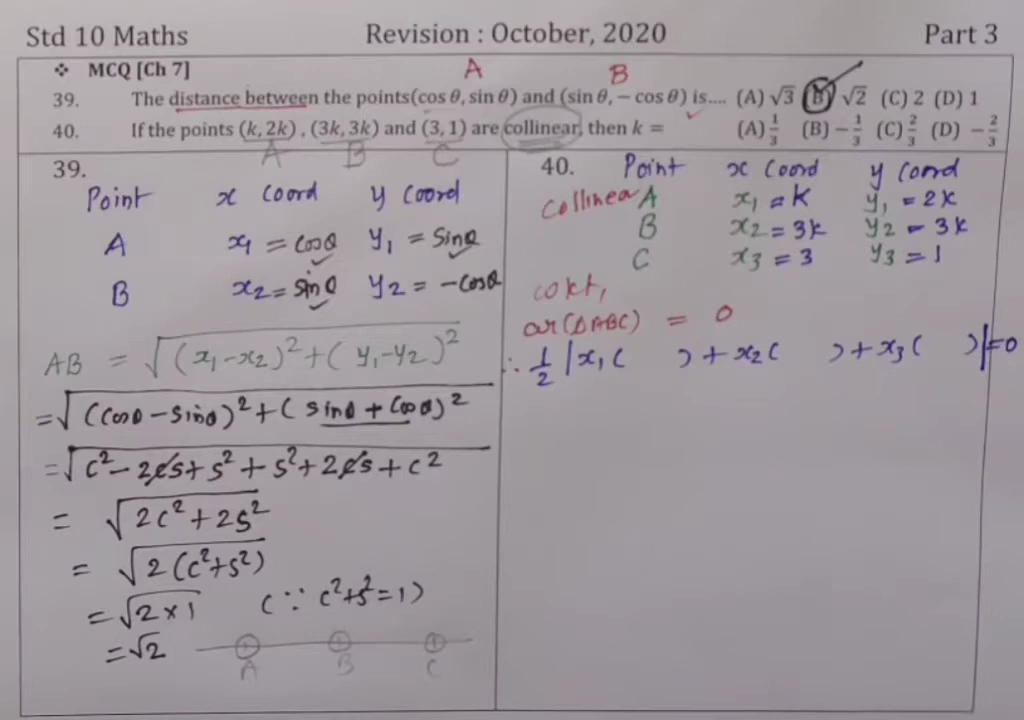 Std 10 Maths Revision : October, 2020 Part 3
❖ MCQ [Ch 7] A B
39. The distance between the points(cos θ, sin θ) and (sin θ, − cos θ) is.... (A) √3 (B) √2 (C) 2 (D) 1
40. If the points (k, 2k) , (3k, 3k) and (3, 1) are collinear, then k = (A) 1/3 (B) − 1/3 (C) 2/3 (D) − 2/3
A B C
39.
Point x coord y coord
A x₁ = cosθ y₁ = sinθ
B x₂ = sinθ y₂ = −cosθ
AB = √(x₁−x₂)²+(y₁−y₂)²
= √(cosθ − sinθ)²+(sinθ + cosθ)²
= √c²−2cs+s²+s²+2cs+c²
= √2c²+2s²
= √2(c²+s²)
= √2×1 (∵ c²+s²=1)
= √2
A B C
40. Point x coord y coord
collinear A x₁ = k y₁ = 2k
B x₂ = 3k y₂ = 3k
C x₃ = 3 y₃ = 1
ar(ΔABC) = 0
∴ 1/2 |x₁( ) + x₂( ) + x₃( )| = 0